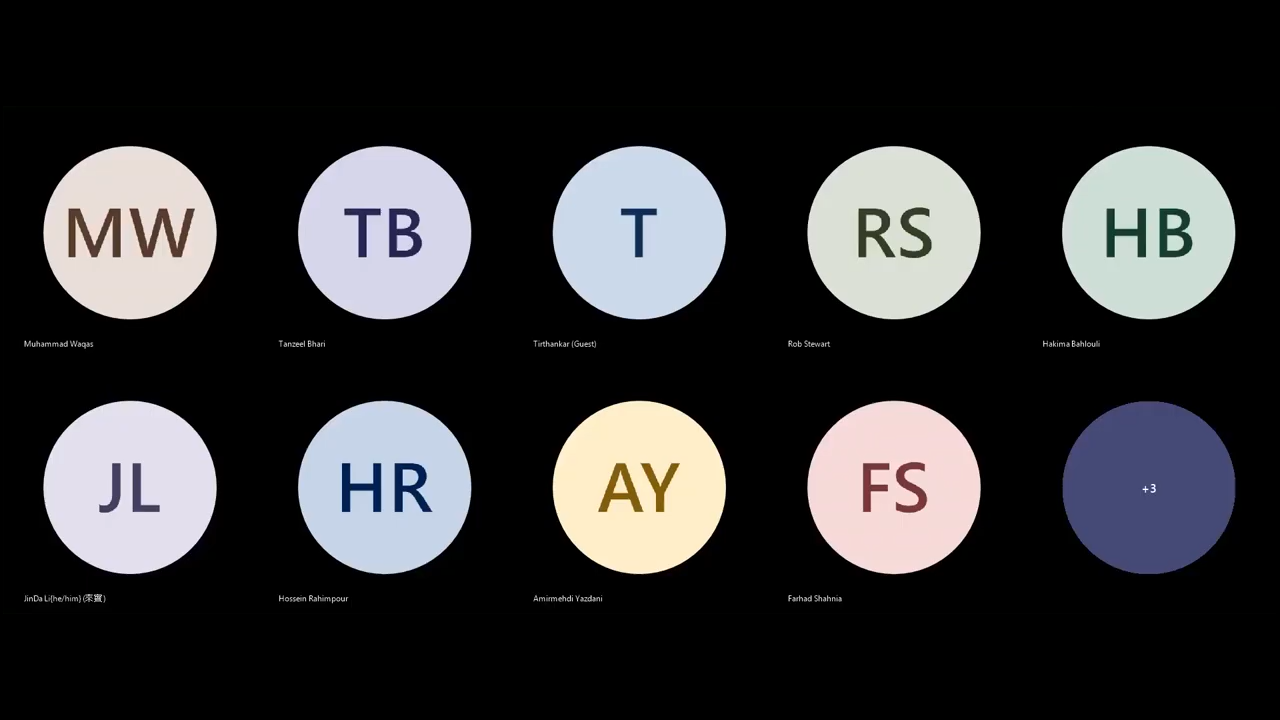 MW
TB
T
RS
HB
Muhammad Waqas
Tanzeel Bhari
Tirthankar (Guest)
Rob Stewart
Hakima Bahlouli
JL
HR
AY
FS
+3
JinDa Li(he/him)
Hossein Rahimpour
Amirmehdi Yazdani
Farhad Shahnia